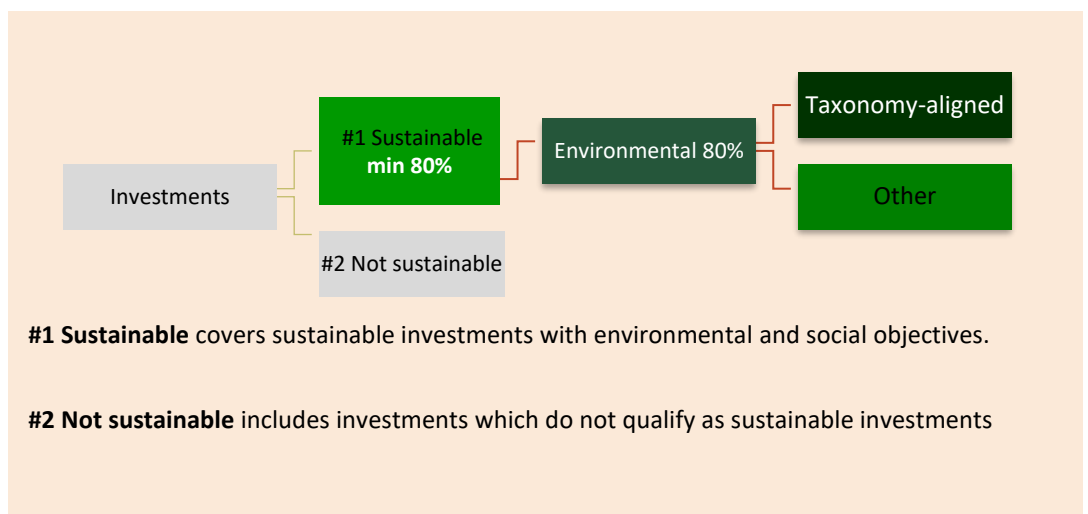 Investments
#1 Sustainable
min 80%
#2 Not sustainable
Environmental 80%
Taxonomy-aligned
Other
#1 Sustainable covers sustainable investments with environmental and social objectives.
#2 Not sustainable includes investments which do not qualify as sustainable investments